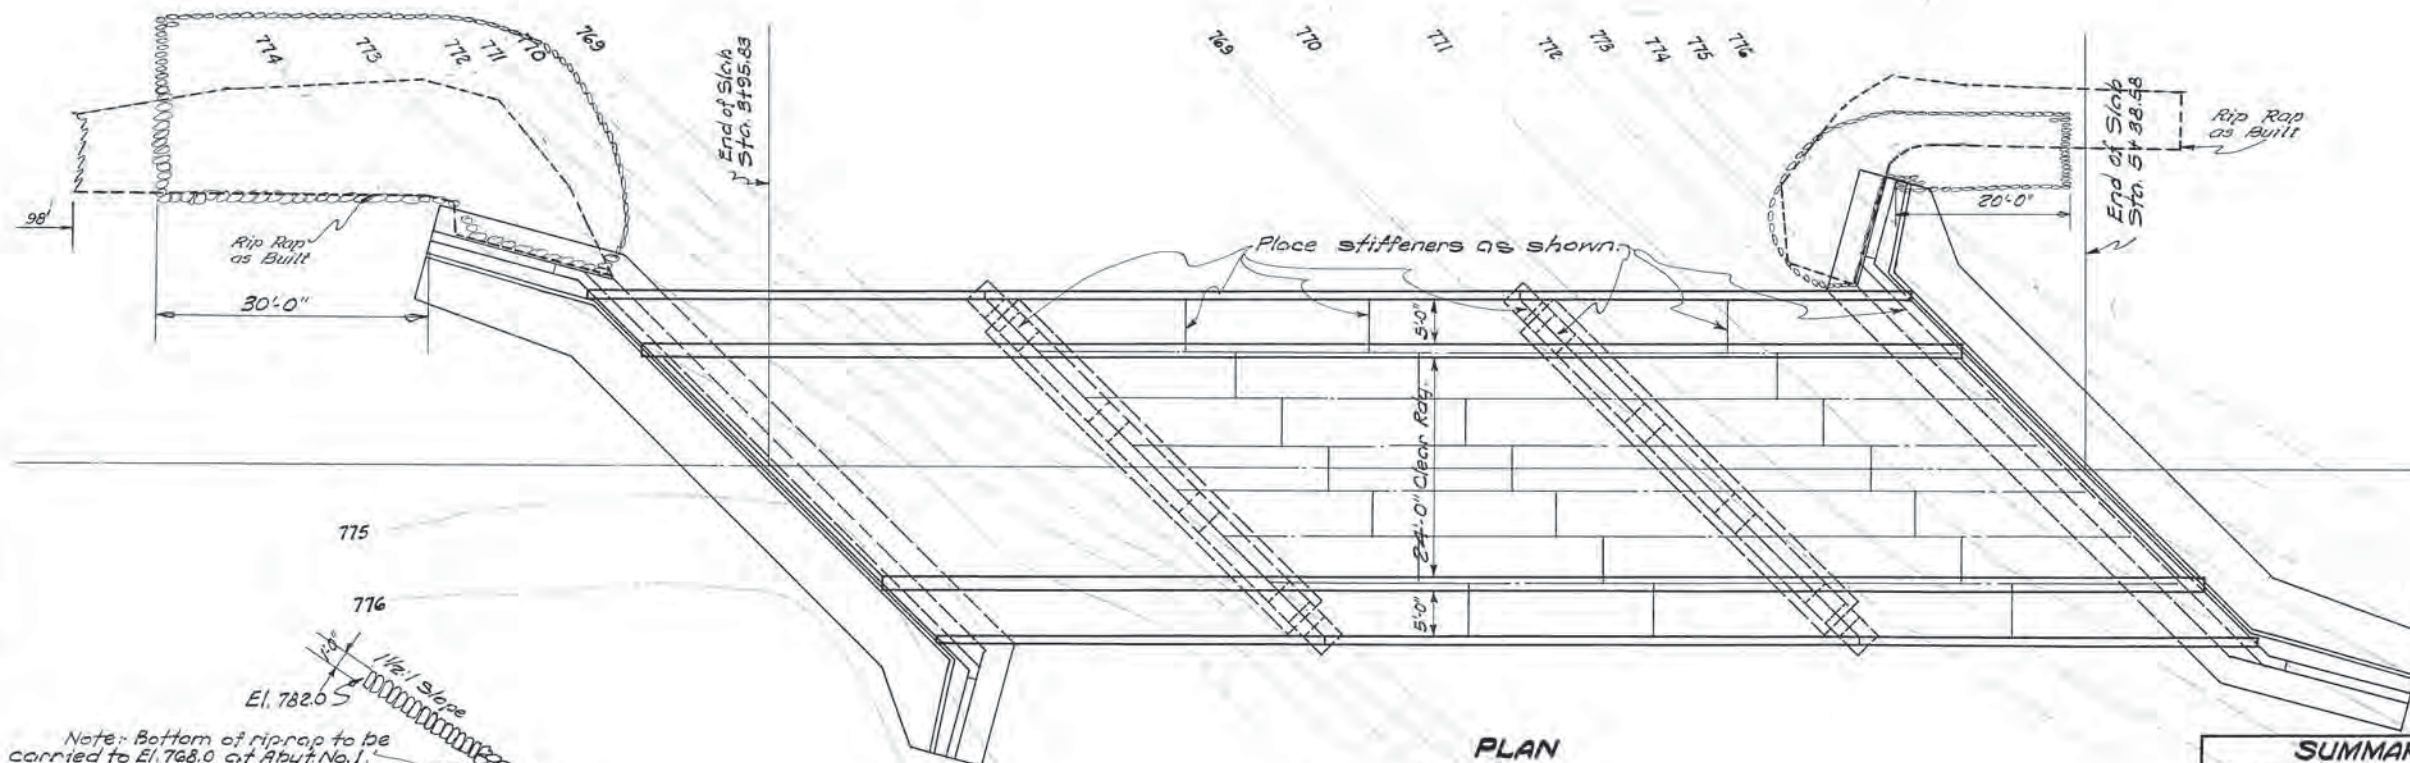 774
773
772
771
770
769
End of Slab
Sta. 3+95.83
769
770
771
772
773
774
775
776
End of Slab
Sta. 5+38.58
Rip Rap
as Built
98'
Rip Rap
as Built
30'-0"
20'-0"
Place stiffeners as shown.
5'-0"
24'-0" Clear Rdy.
5'-0"
775
776
1'-0"
1½:1 Slope
El. 782.0
Note:- Bottom of rip-rap to be
carried to El. 768.0 at Abut. No. 1.
PLAN